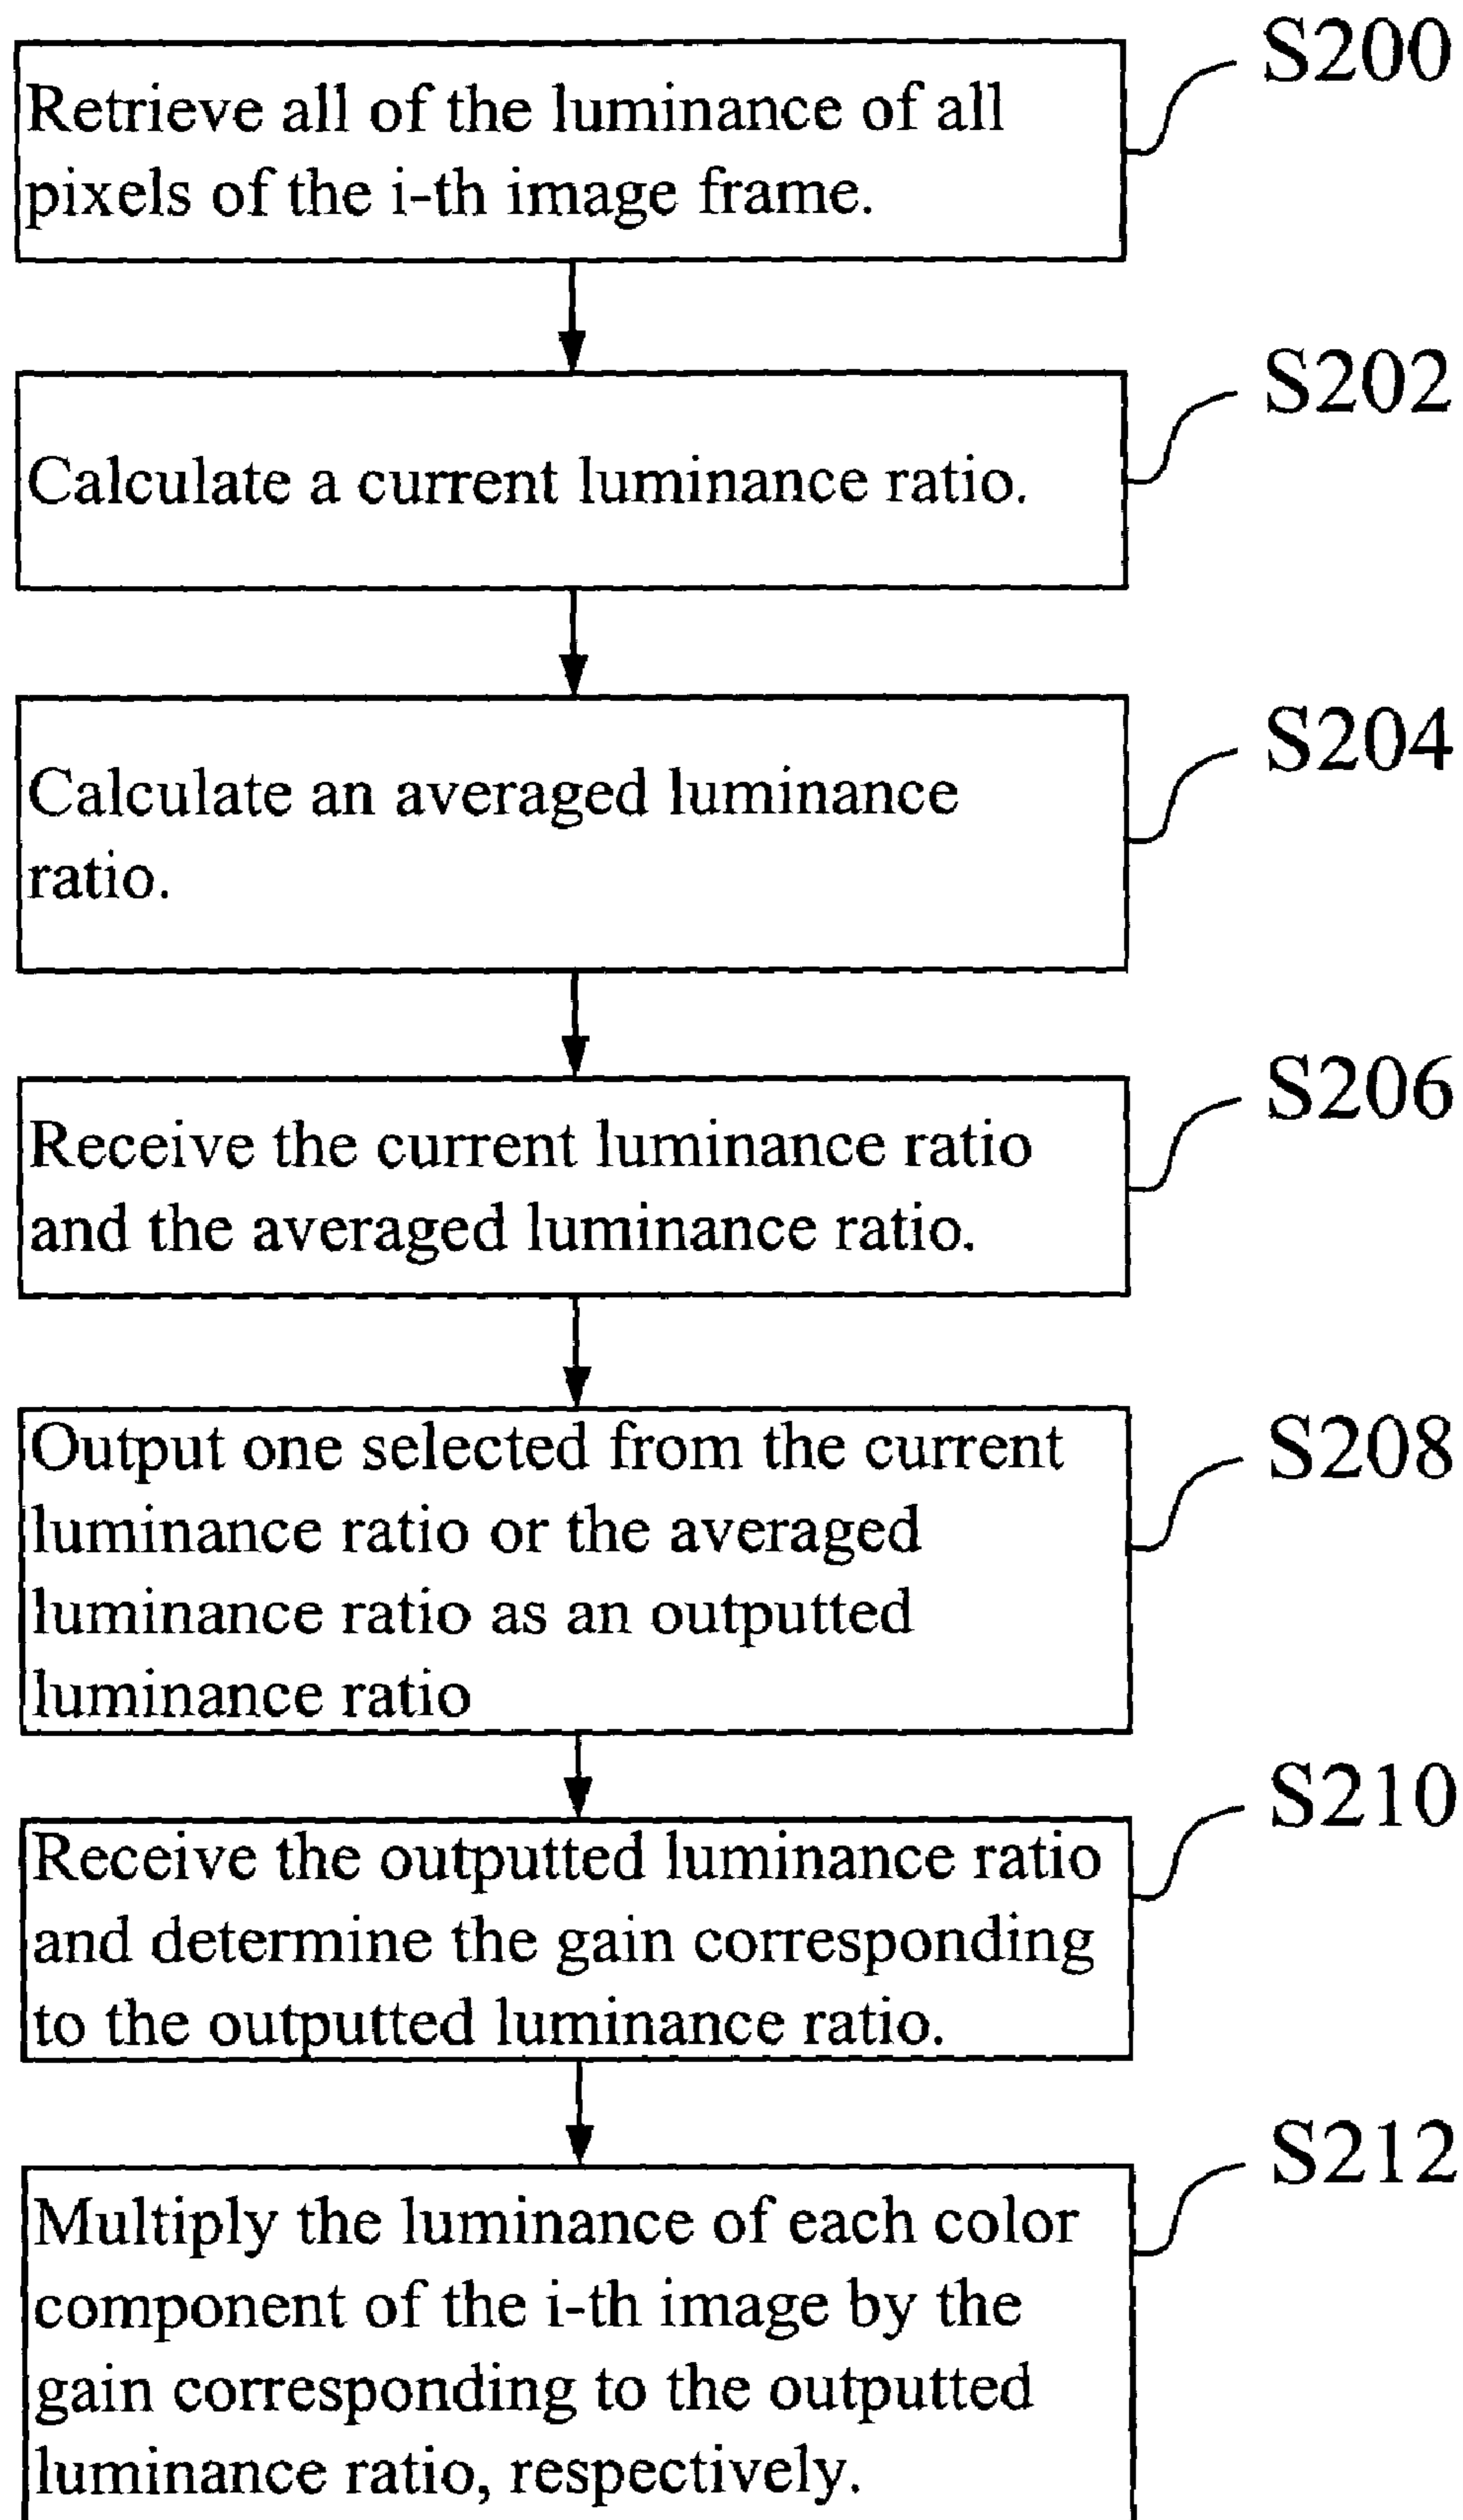 S200
Retrieve all of the luminance of all
pixels of the i-th image frame.
S202
Calculate a current luminance ratio.
S204
Calculate an averaged luminance
ratio.
S206
Receive the current luminance ratio
and the averaged luminance ratio.
S208
Output one selected from the current
luminance ratio or the averaged
luminance ratio as an outputted
luminance ratio
S210
Receive the outputted luminance ratio
and determine the gain corresponding
to the outputted luminance ratio.
S212
Multiply the luminance of each color
component of the i-th image by the
gain corresponding to the outputted
luminance ratio, respectively.